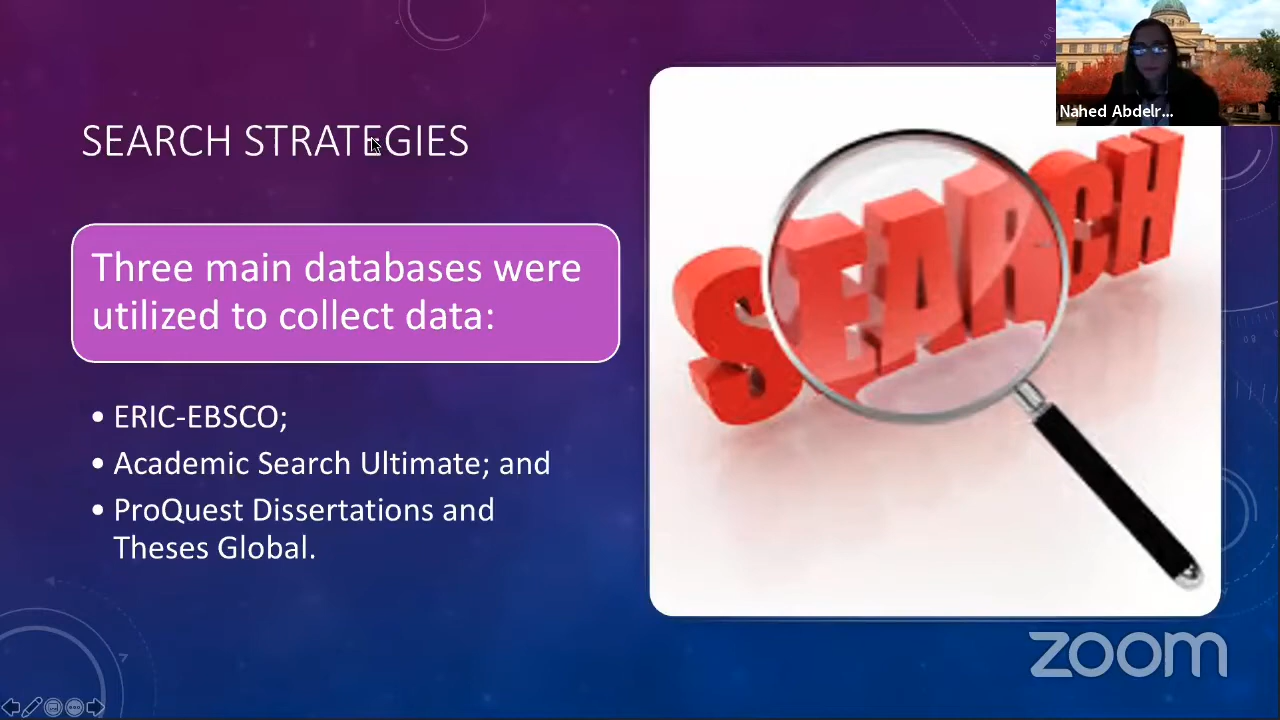 SEARCH STRATEGIES
Three main databases were
utilized to collect data:
• ERIC-EBSCO;
• Academic Search Ultimate; and
• ProQuest Dissertations and
Theses Global.
SEARCH
Nahed Abdelr...
zoom